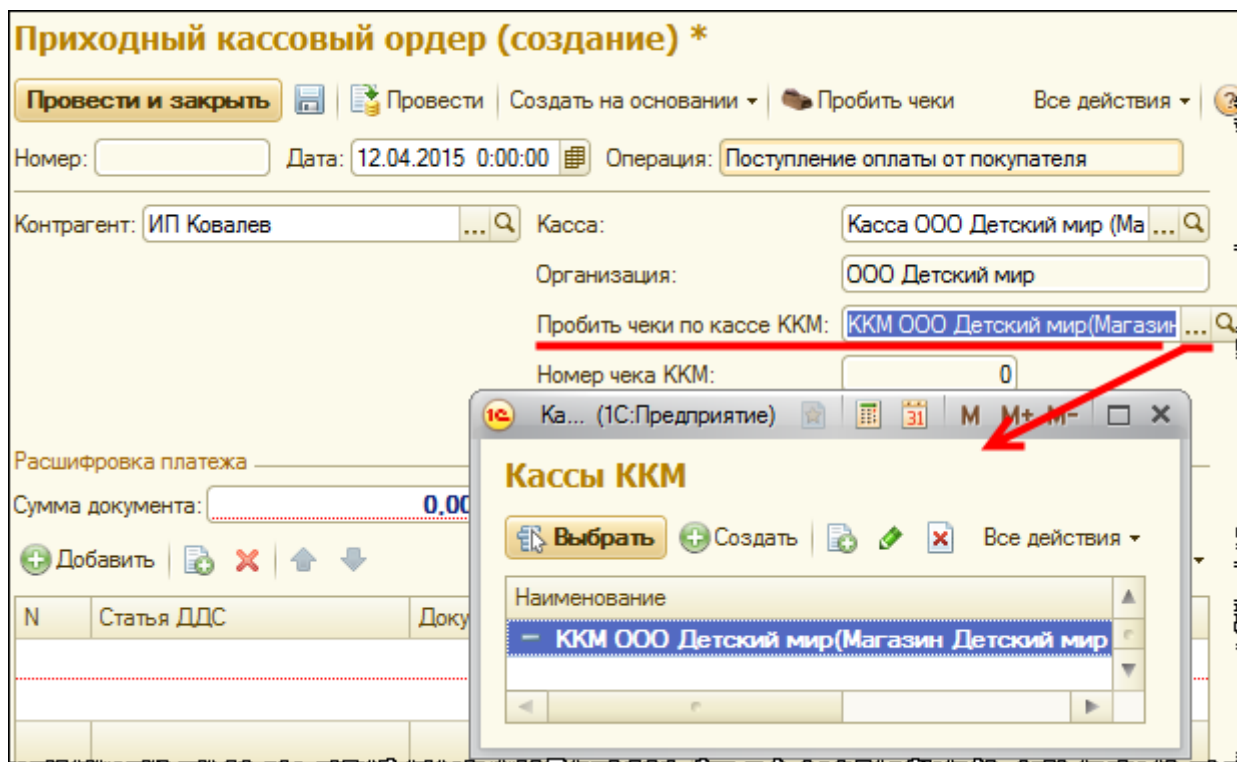 Приходный кассовый ордер (создание) *
Провести и закрыть Провести Создать на основании Пробить чеки Все действия ?
Номер: Дата: 12.04.2015 0:00:00 Операция: Поступление оплаты от покупателя
Контрагент: ИП Ковалев ... Касса: Касса ООО Детский мир (Ма ...
Организация: ООО Детский мир
Пробить чеки по кассе ККМ: ККМ ООО Детский мир(Магазин ...
Номер чека ККМ: 0
1С Ка... (1С:Предприятие) 31 M M+ M-
Расшифровка платежа
Кассы ККМ
Сумма документа: 0,00
Выбрать Создать Все действия
Добавить
Наименование
N Статья ДДС Доку
ККМ ООО Детский мир(Магазин Детский мир